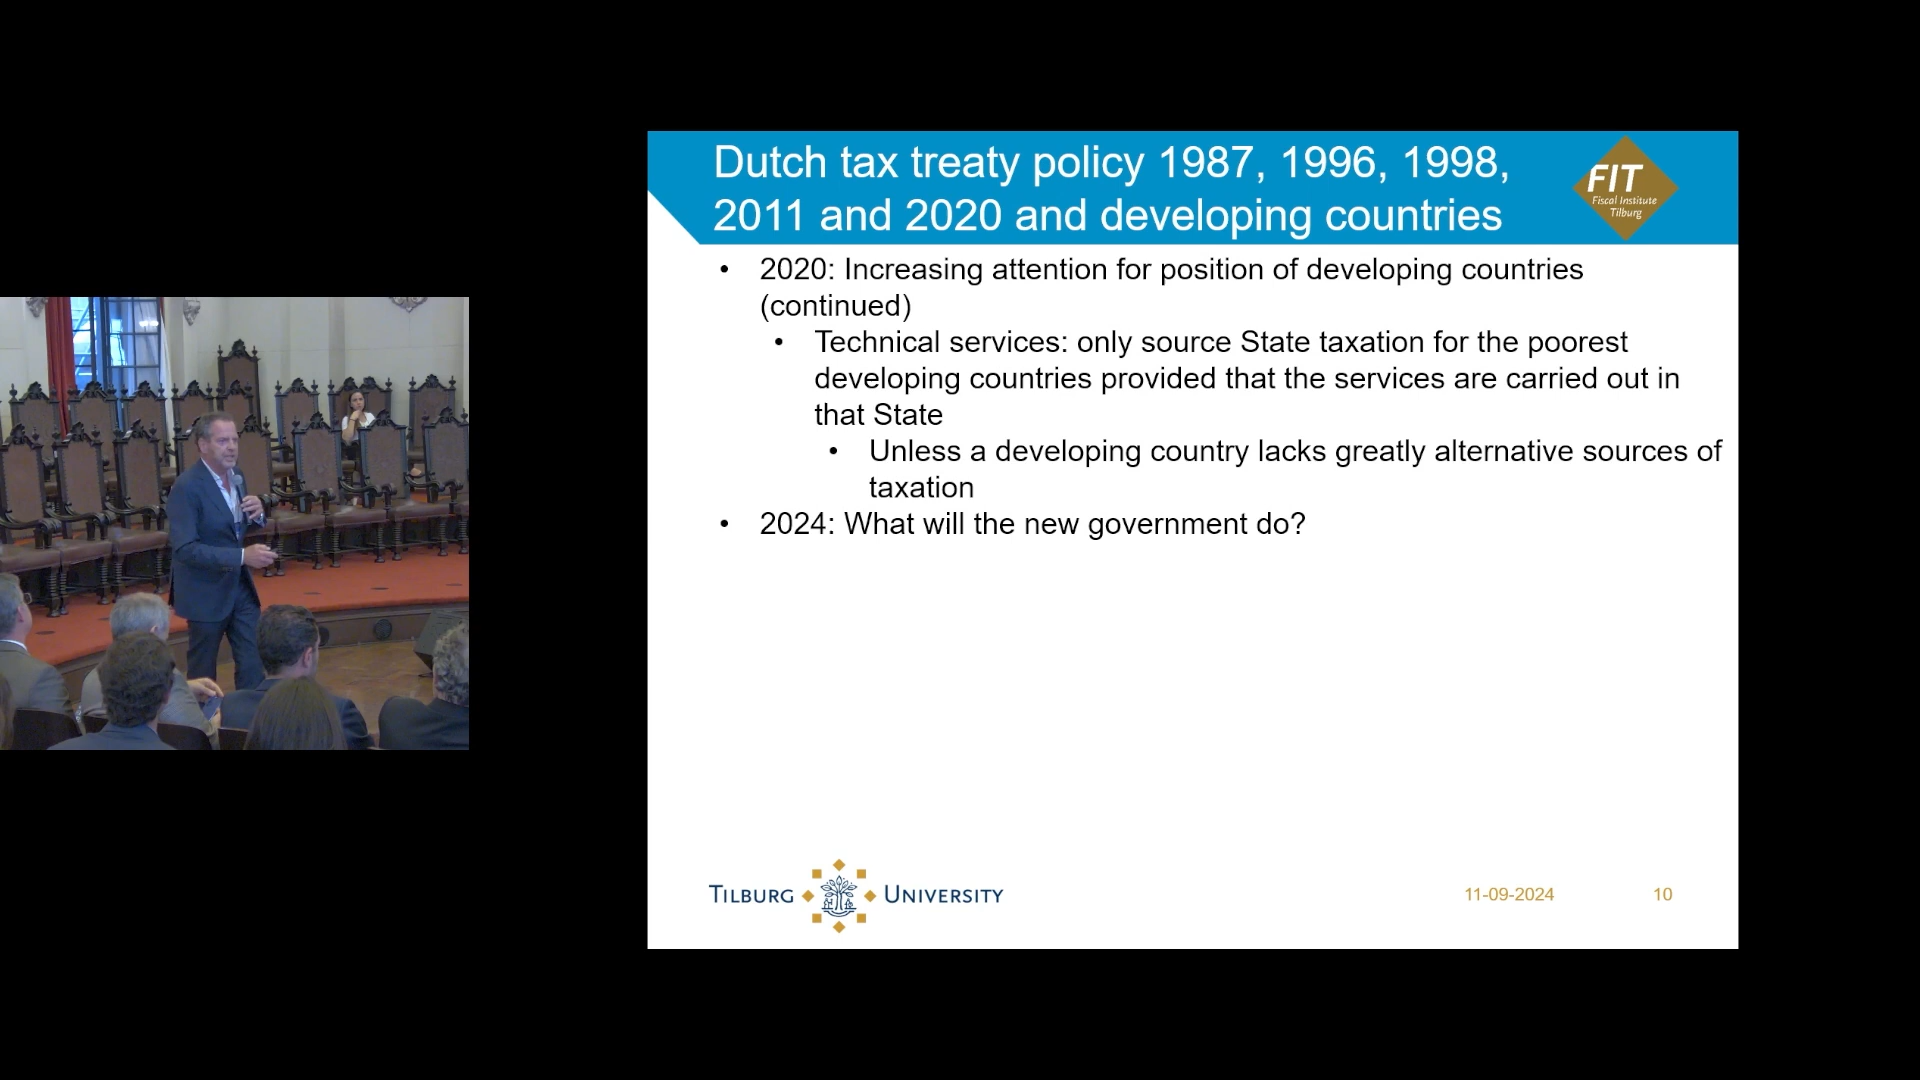 Dutch tax treaty policy 1987, 1996, 1998,
2011 and 2020 and developing countries
FIT
Fiscal Institute
Tilburg
• 2020: Increasing attention for position of developing countries
(continued)
• Technical services: only source State taxation for the poorest
developing countries provided that the services are carried out in
that State
• Unless a developing country lacks greatly alternative sources of
taxation
• 2024: What will the new government do?
TILBURG UNIVERSITY
11-09-2024
10